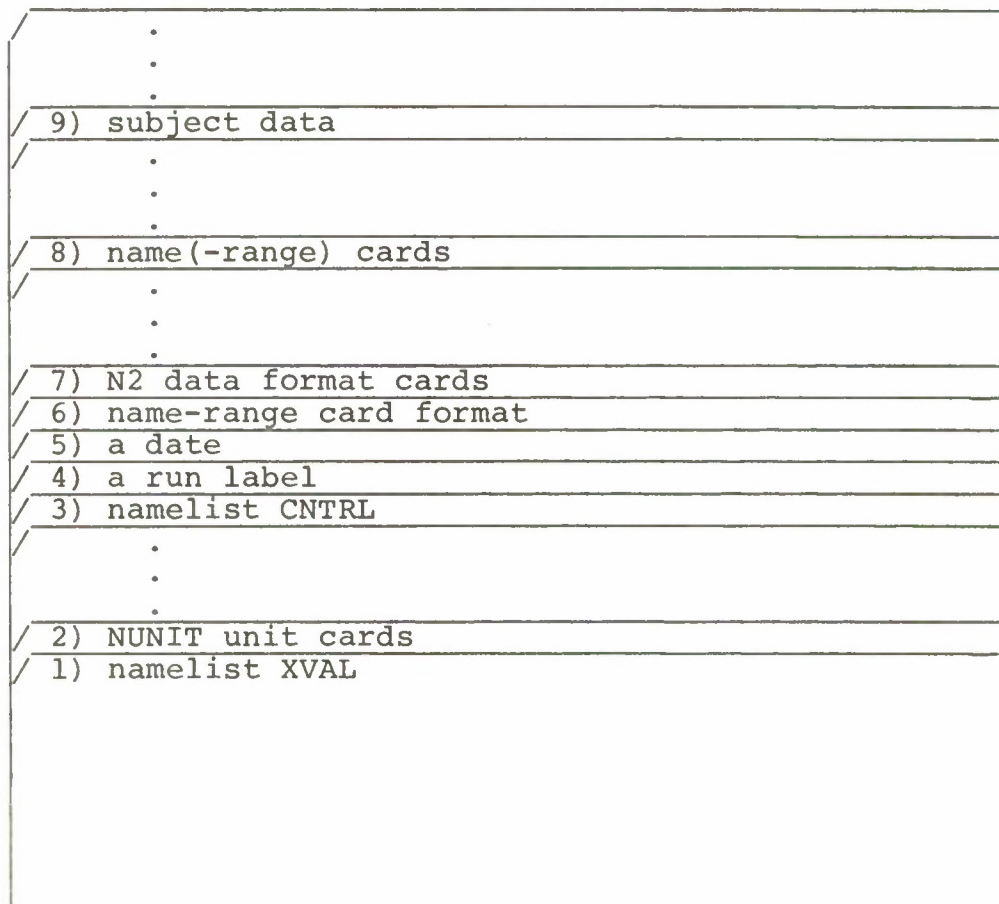 .
.
.
9) subject data
.
.
.
8) name(-range) cards
.
.
.
7) N2 data format cards
6) name-range card format
5) a date
4) a run label
3) namelist CNTRL
.
.
.
2) NUNIT unit cards
1) namelist XVAL